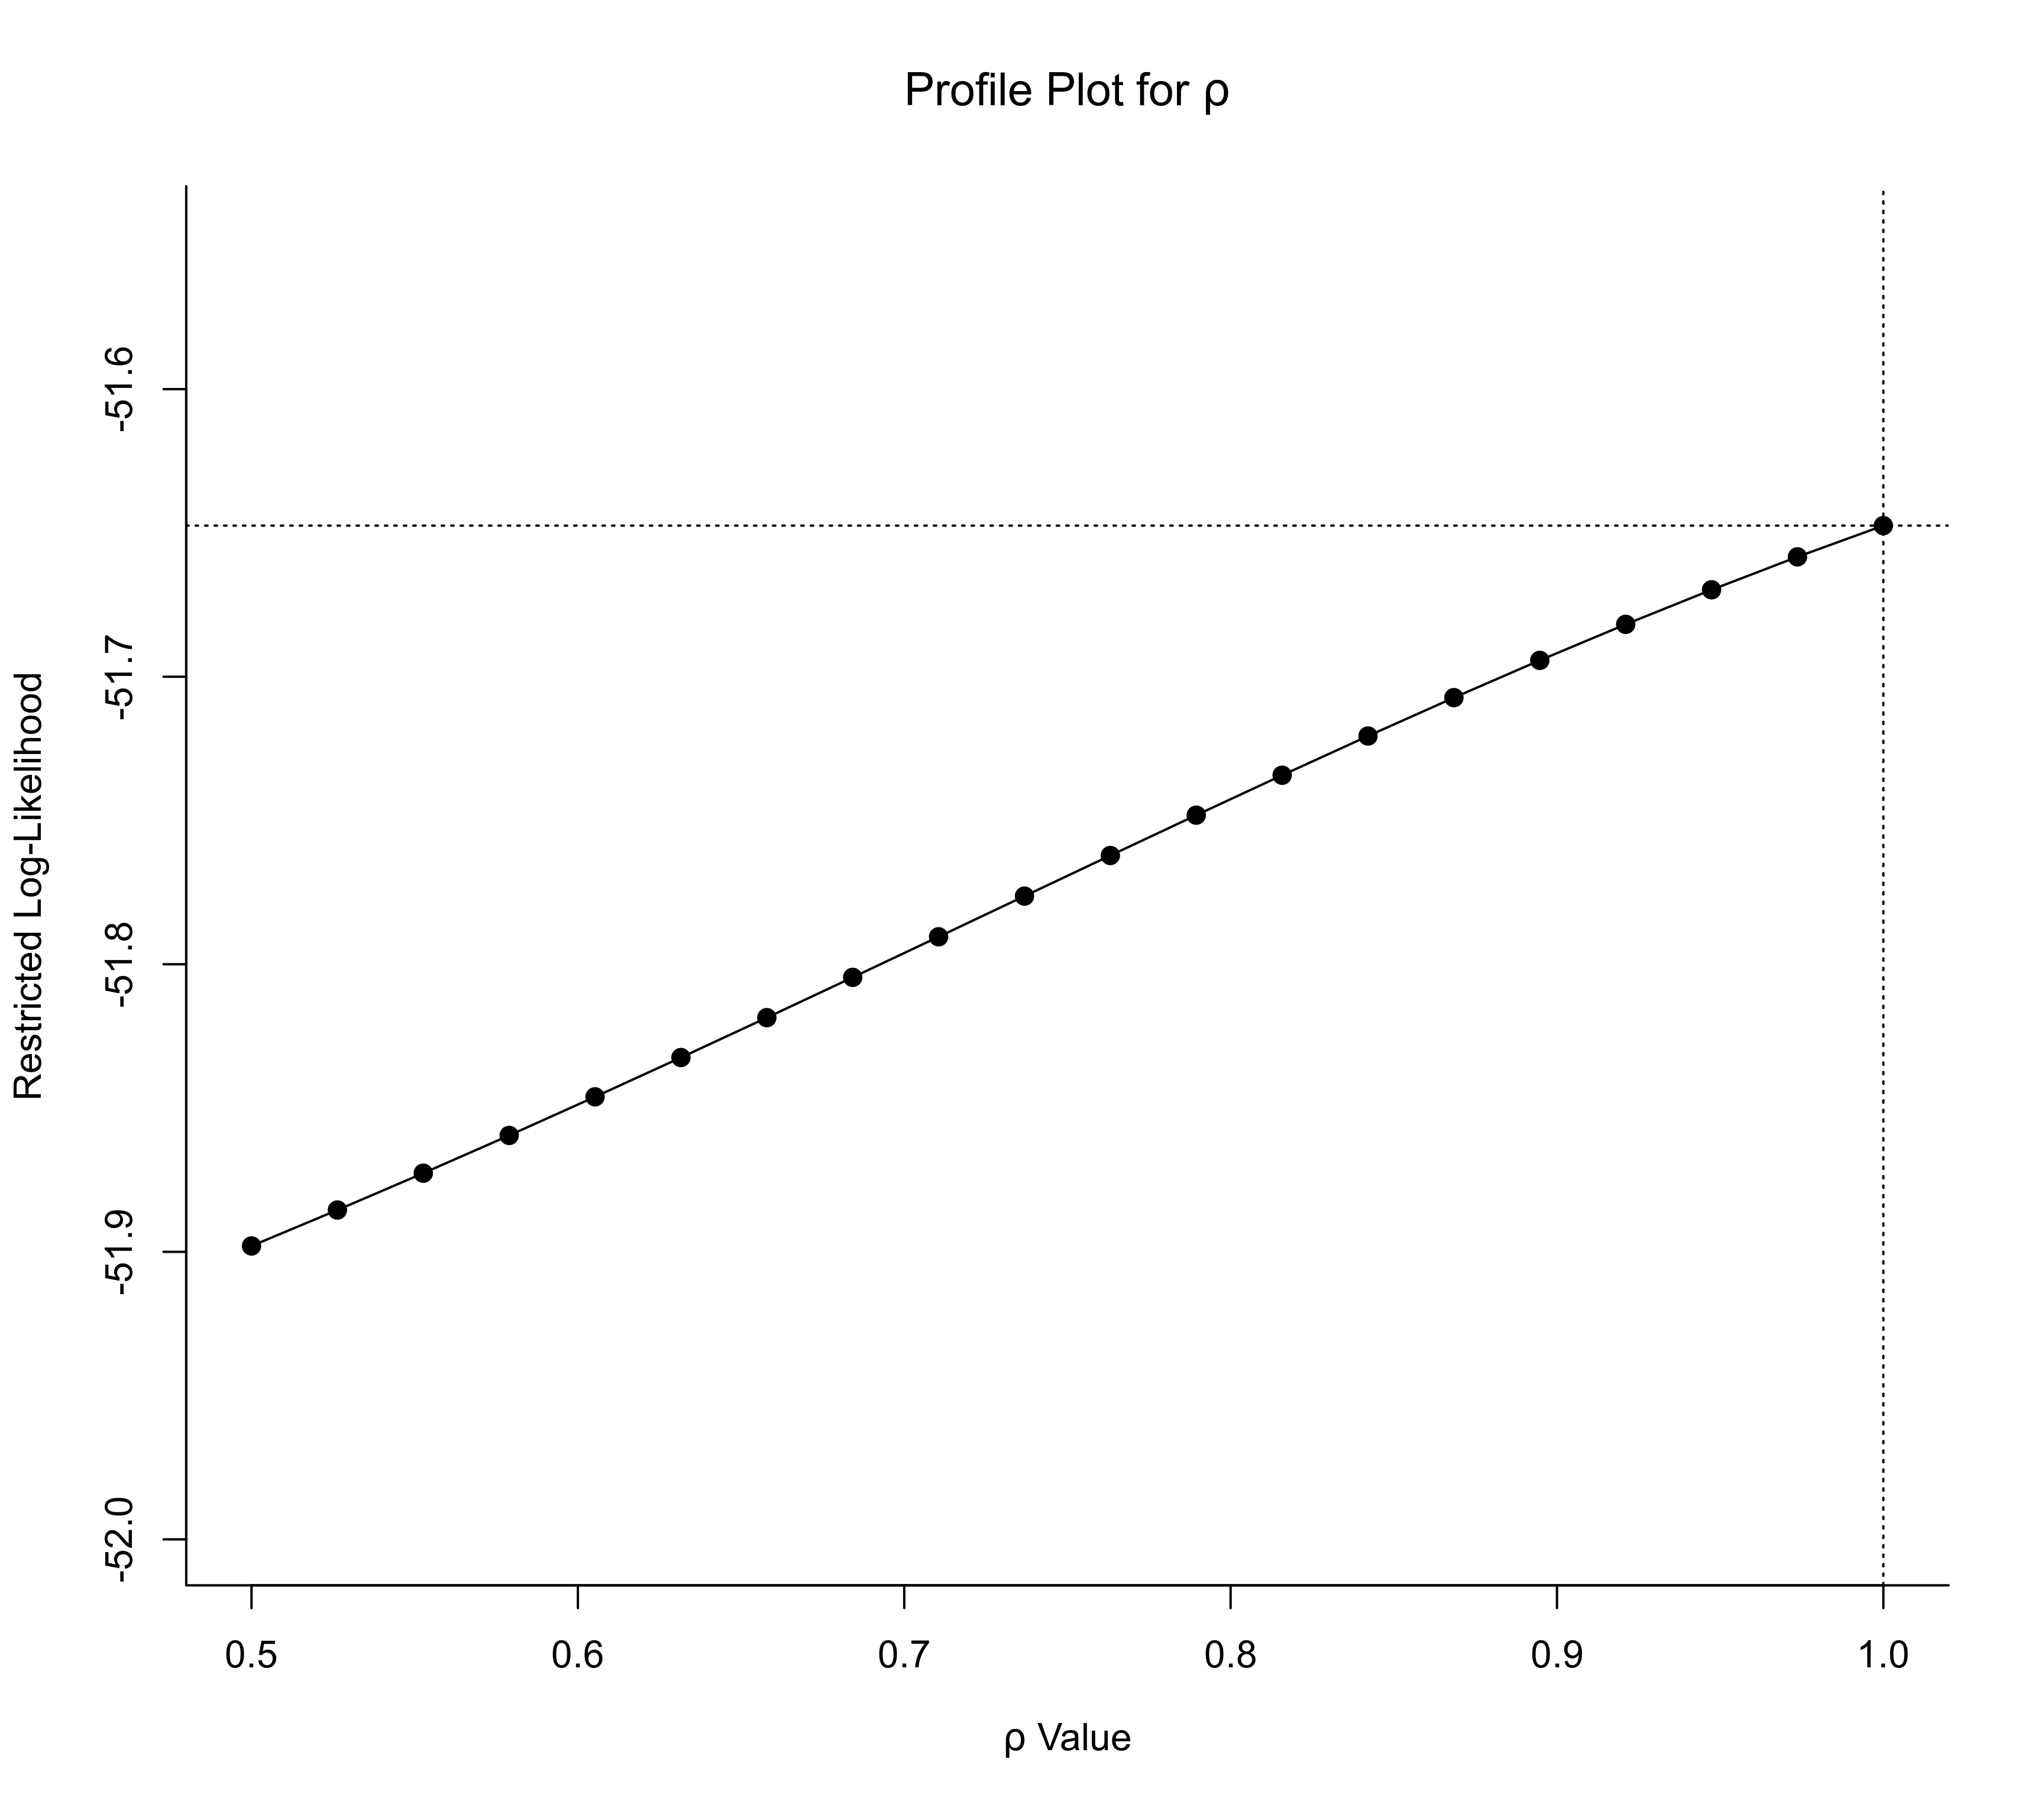 Profile Plot for ρ
Restricted Log-Likelihood
-51.6
-51.7
-51.8
-51.9
-52.0
0.5 0.6 0.7 0.8 0.9 1.0
ρ Value